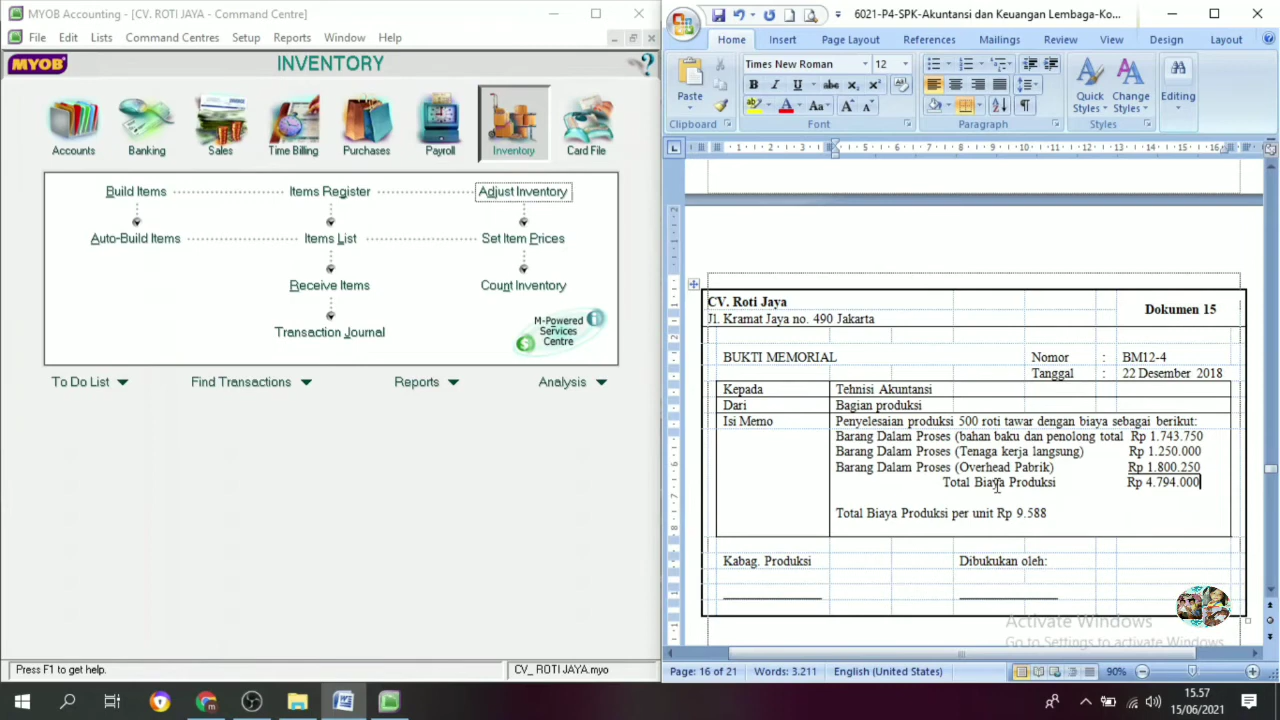 MYOB Accounting - [CV. ROTI JAYA - Command Centre]
File Edit Lists Command Centres Setup Reports Window Help
MYOB
INVENTORY
Accounts Banking Sales Time Billing Purchases Payroll Inventory Card File
Build Items Items Register Adjust Inventory
Auto-Build Items Items List Set Item Prices
Receive Items Count Inventory
Transaction Journal
M-Powered
Services
Centre
To Do List Find Transactions Reports Analysis
Press F1 to get help. CV_ ROTI JAYA.myo
6021-P4-SPK-Akuntansi dan Keuangan Lembaga-Ko...
Home Insert Page Layout References Mailings Review View Design Layout
Times New Roman 12
Paste
Quick Styles
Change Styles
Editing
Clipboard Font Paragraph Styles
CV. Roti Jaya
Jl. Kramat Jaya no. 490 Jakarta
Dokumen 15
BUKTI MEMORIAL Nomor : BM12-4
Tanggal : 22 Desember 2018
Kepada Tehnisi Akuntansi
Dari Bagian produksi
Isi Memo Penyelesaian produksi 500 roti tawar dengan biaya sebagai berikut:
Barang Dalam Proses (bahan baku dan penolong total Rp 1.743.750
Barang Dalam Proses (Tenaga kerja langsung) Rp 1.250.000
Barang Dalam Proses (Overhead Pabrik) Rp 1.800.250
Total Biaya Produksi Rp 4.794.000
Total Biaya Produksi per unit Rp 9.588
Kabag. Produksi Dibukukan oleh:
Activate Windows
Go to Settings to activate Windows.
Page: 16 of 21 Words: 3.211 English (United States) 90%
15.57
15/06/2021